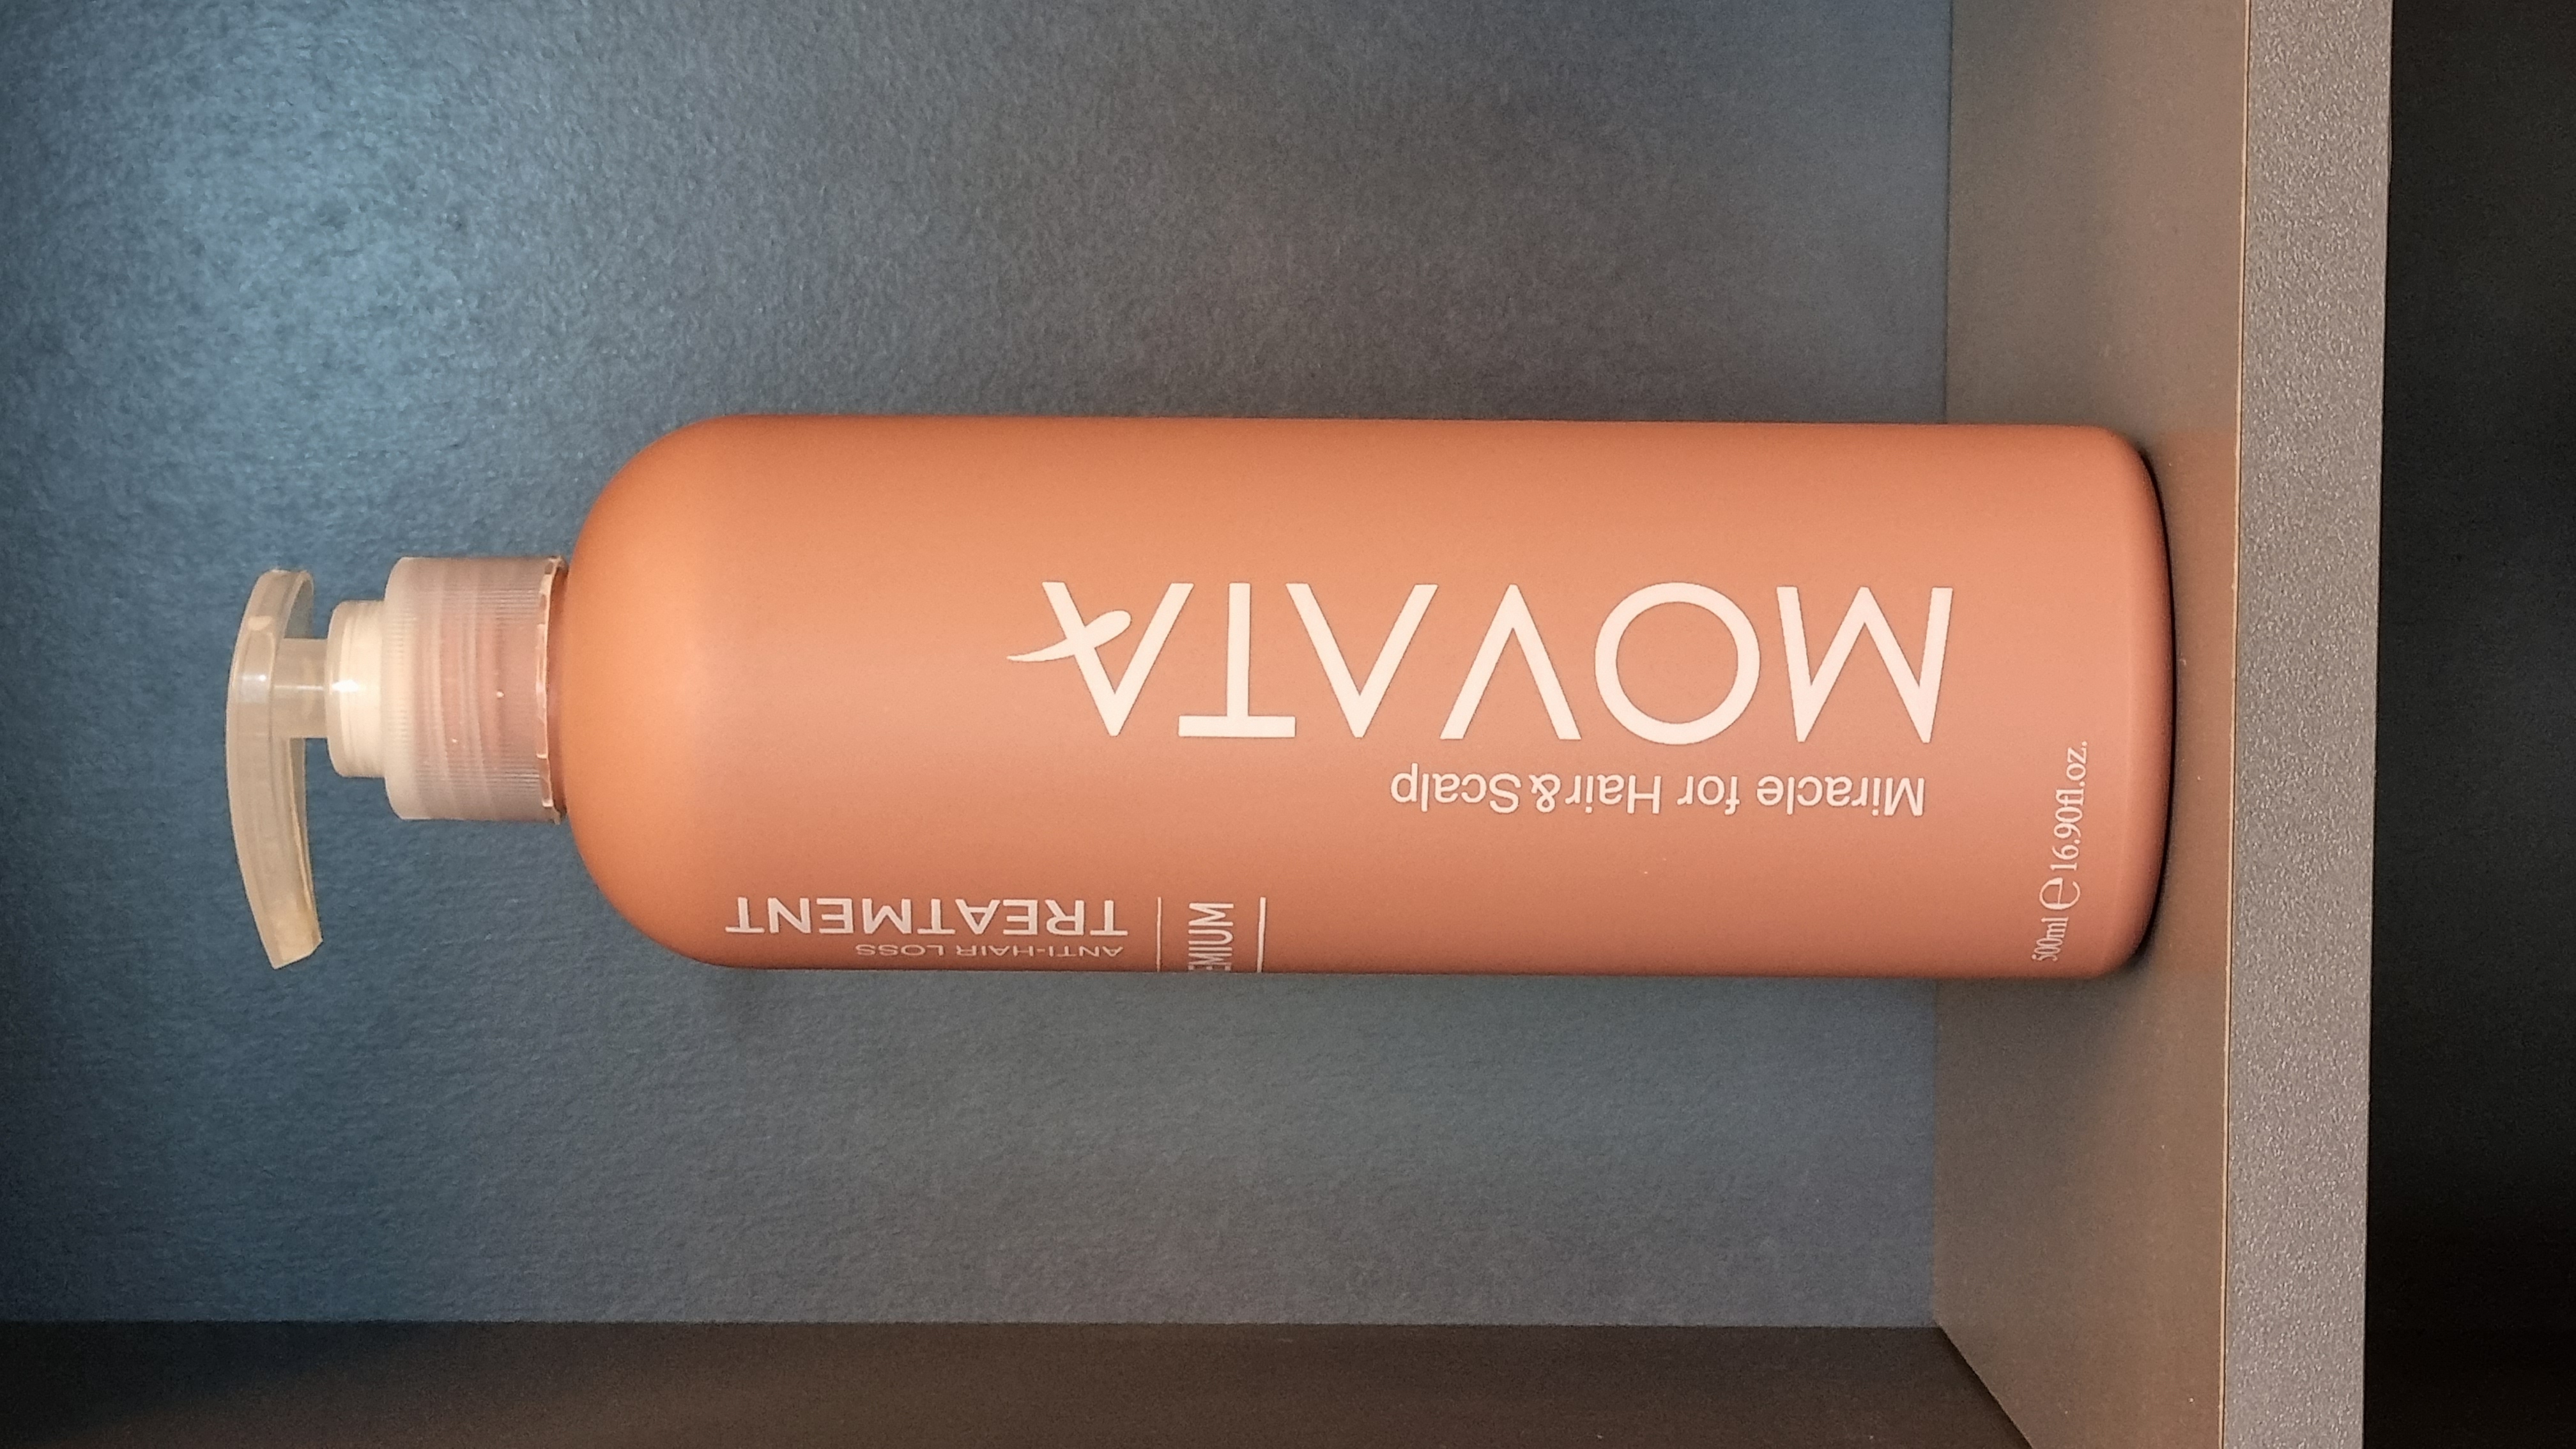 MOVATA
Miracle for Hair&Scalp
ANTI-HAIR LOSS
TREATMENT
500ml e 16.90fl.oz.